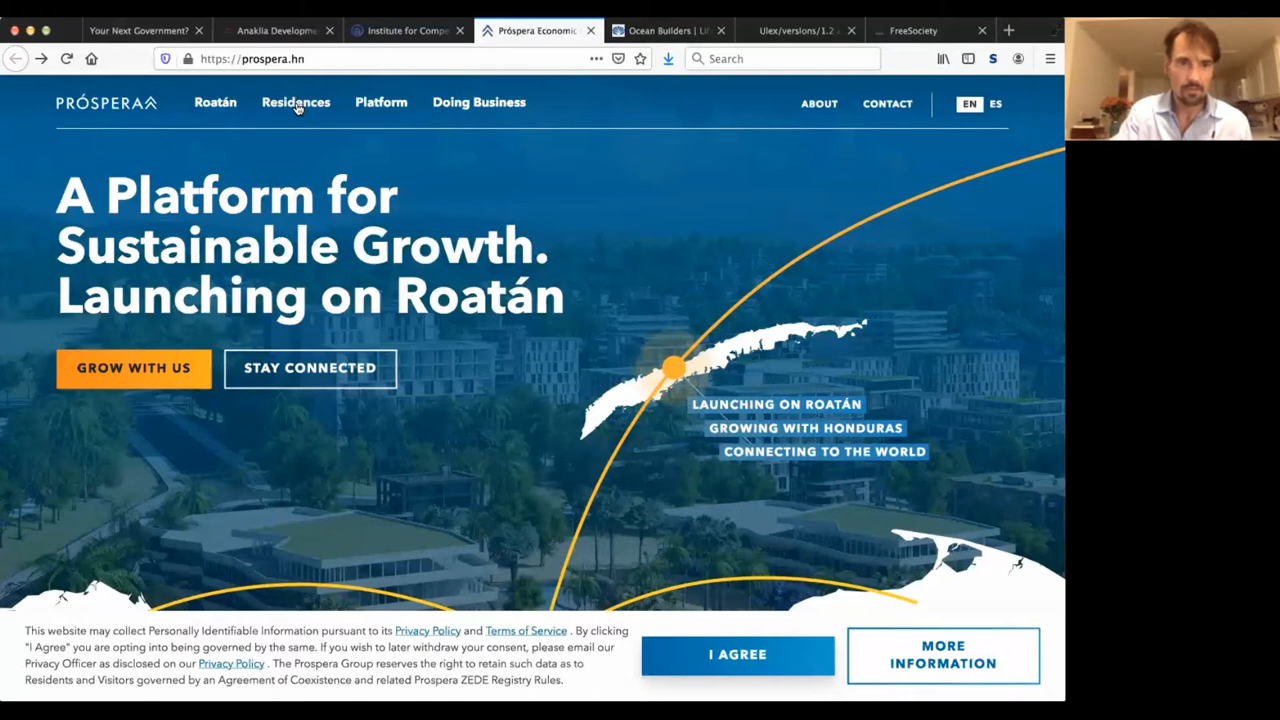 Your Next Government?
Anaklia Developme
Institute for Compe
Próspera Economic
Ocean Builders | Li
Ulex/versions/1.2
FreeSociety
https://prospera.hn
Search
PRÓSPERA
Roatán
Residences
Platform
Doing Business
ABOUT
CONTACT
EN
ES
A Platform for
Sustainable Growth.
Launching on Roatán
GROW WITH US
STAY CONNECTED
LAUNCHING ON ROATÁN
GROWING WITH HONDURAS
CONNECTING TO THE WORLD
This website may collect Personally Identifiable Information pursuant to its Privacy Policy and Terms of Service . By clicking
"I Agree" you are opting into being governed by the same. If you wish to later withdraw your consent, please email our
Privacy Officer as disclosed on our Privacy Policy . The Prospera Group reserves the right to retain such data as to
Residents and Visitors governed by an Agreement of Coexistence and related Prospera ZEDE Registry Rules.
I AGREE
MORE
INFORMATION